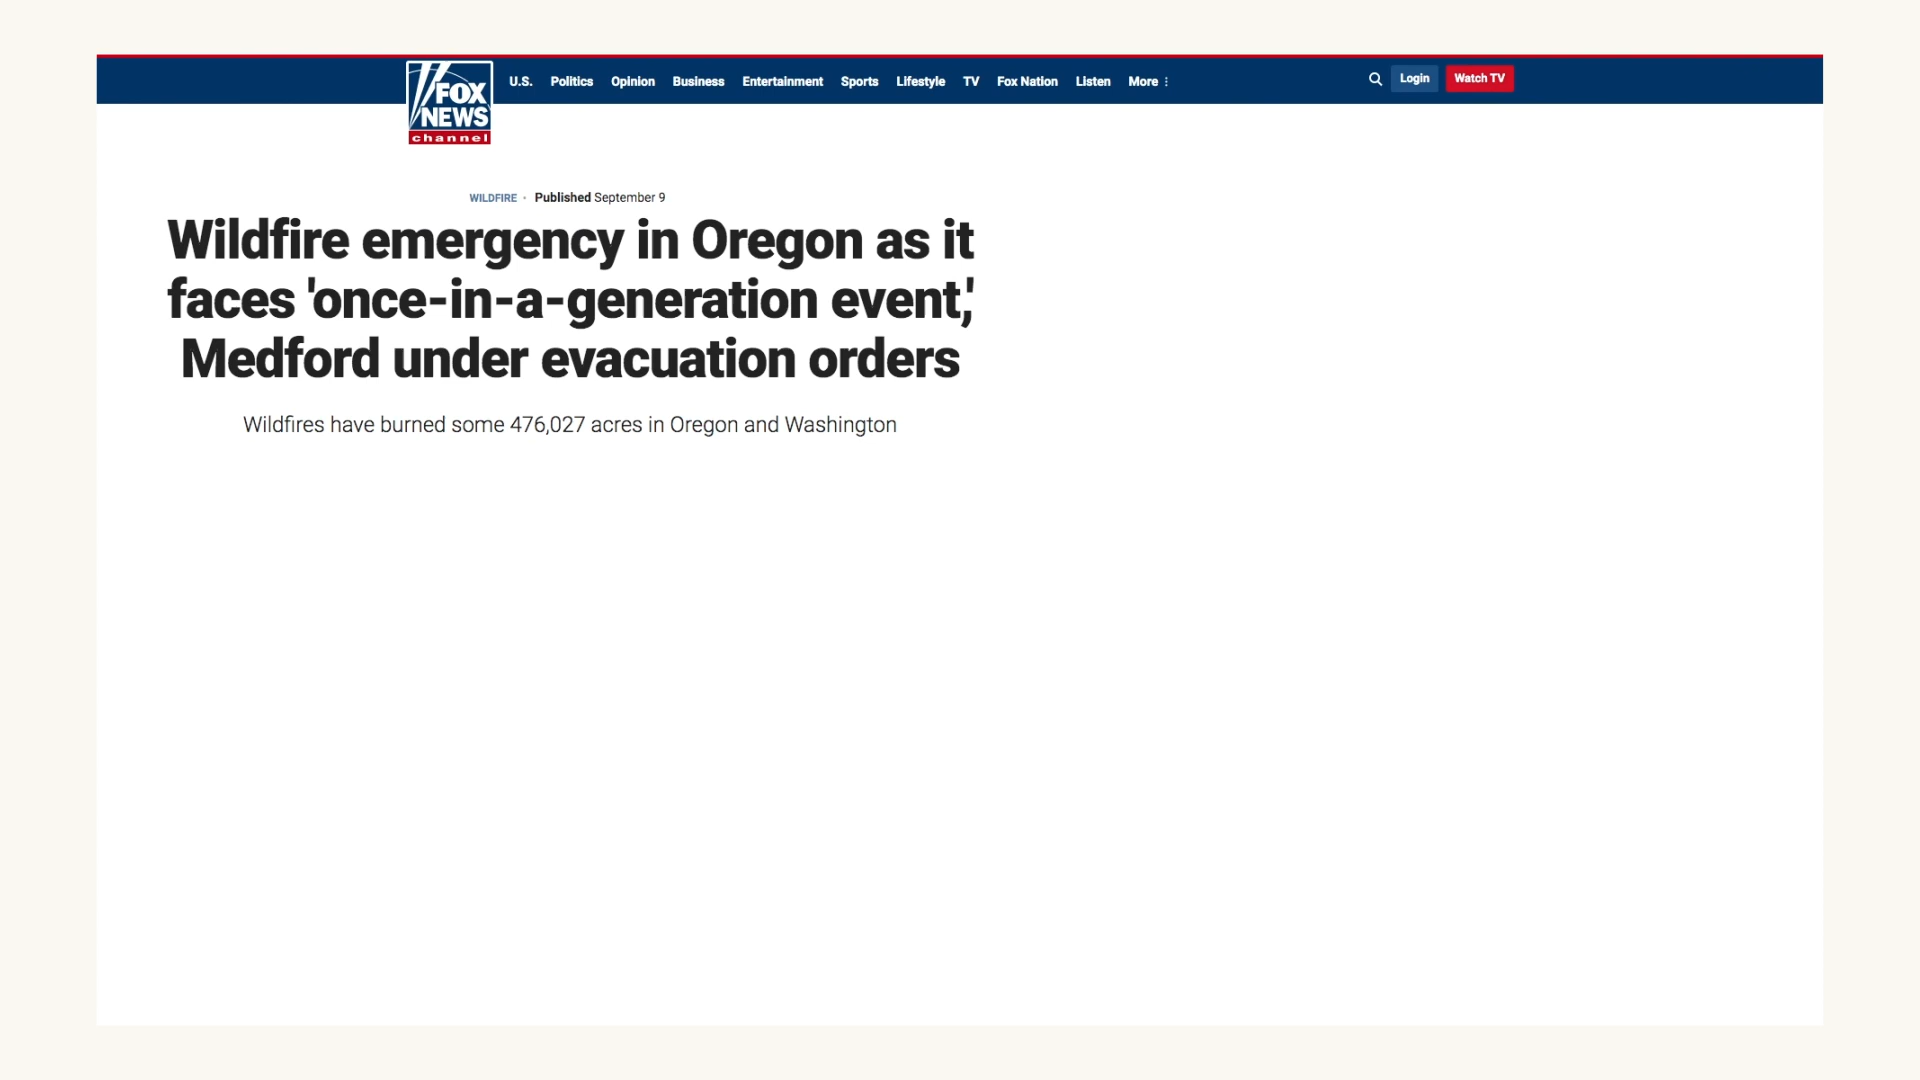 FOX
NEWS
channel
U.S. Politics Opinion Business Entertainment Sports Lifestyle TV Fox Nation Listen More Login Watch TV
WILDFIRE · Published September 9
Wildfire emergency in Oregon as it
faces 'once-in-a-generation event,'
Medford under evacuation orders
Wildfires have burned some 476,027 acres in Oregon and Washington